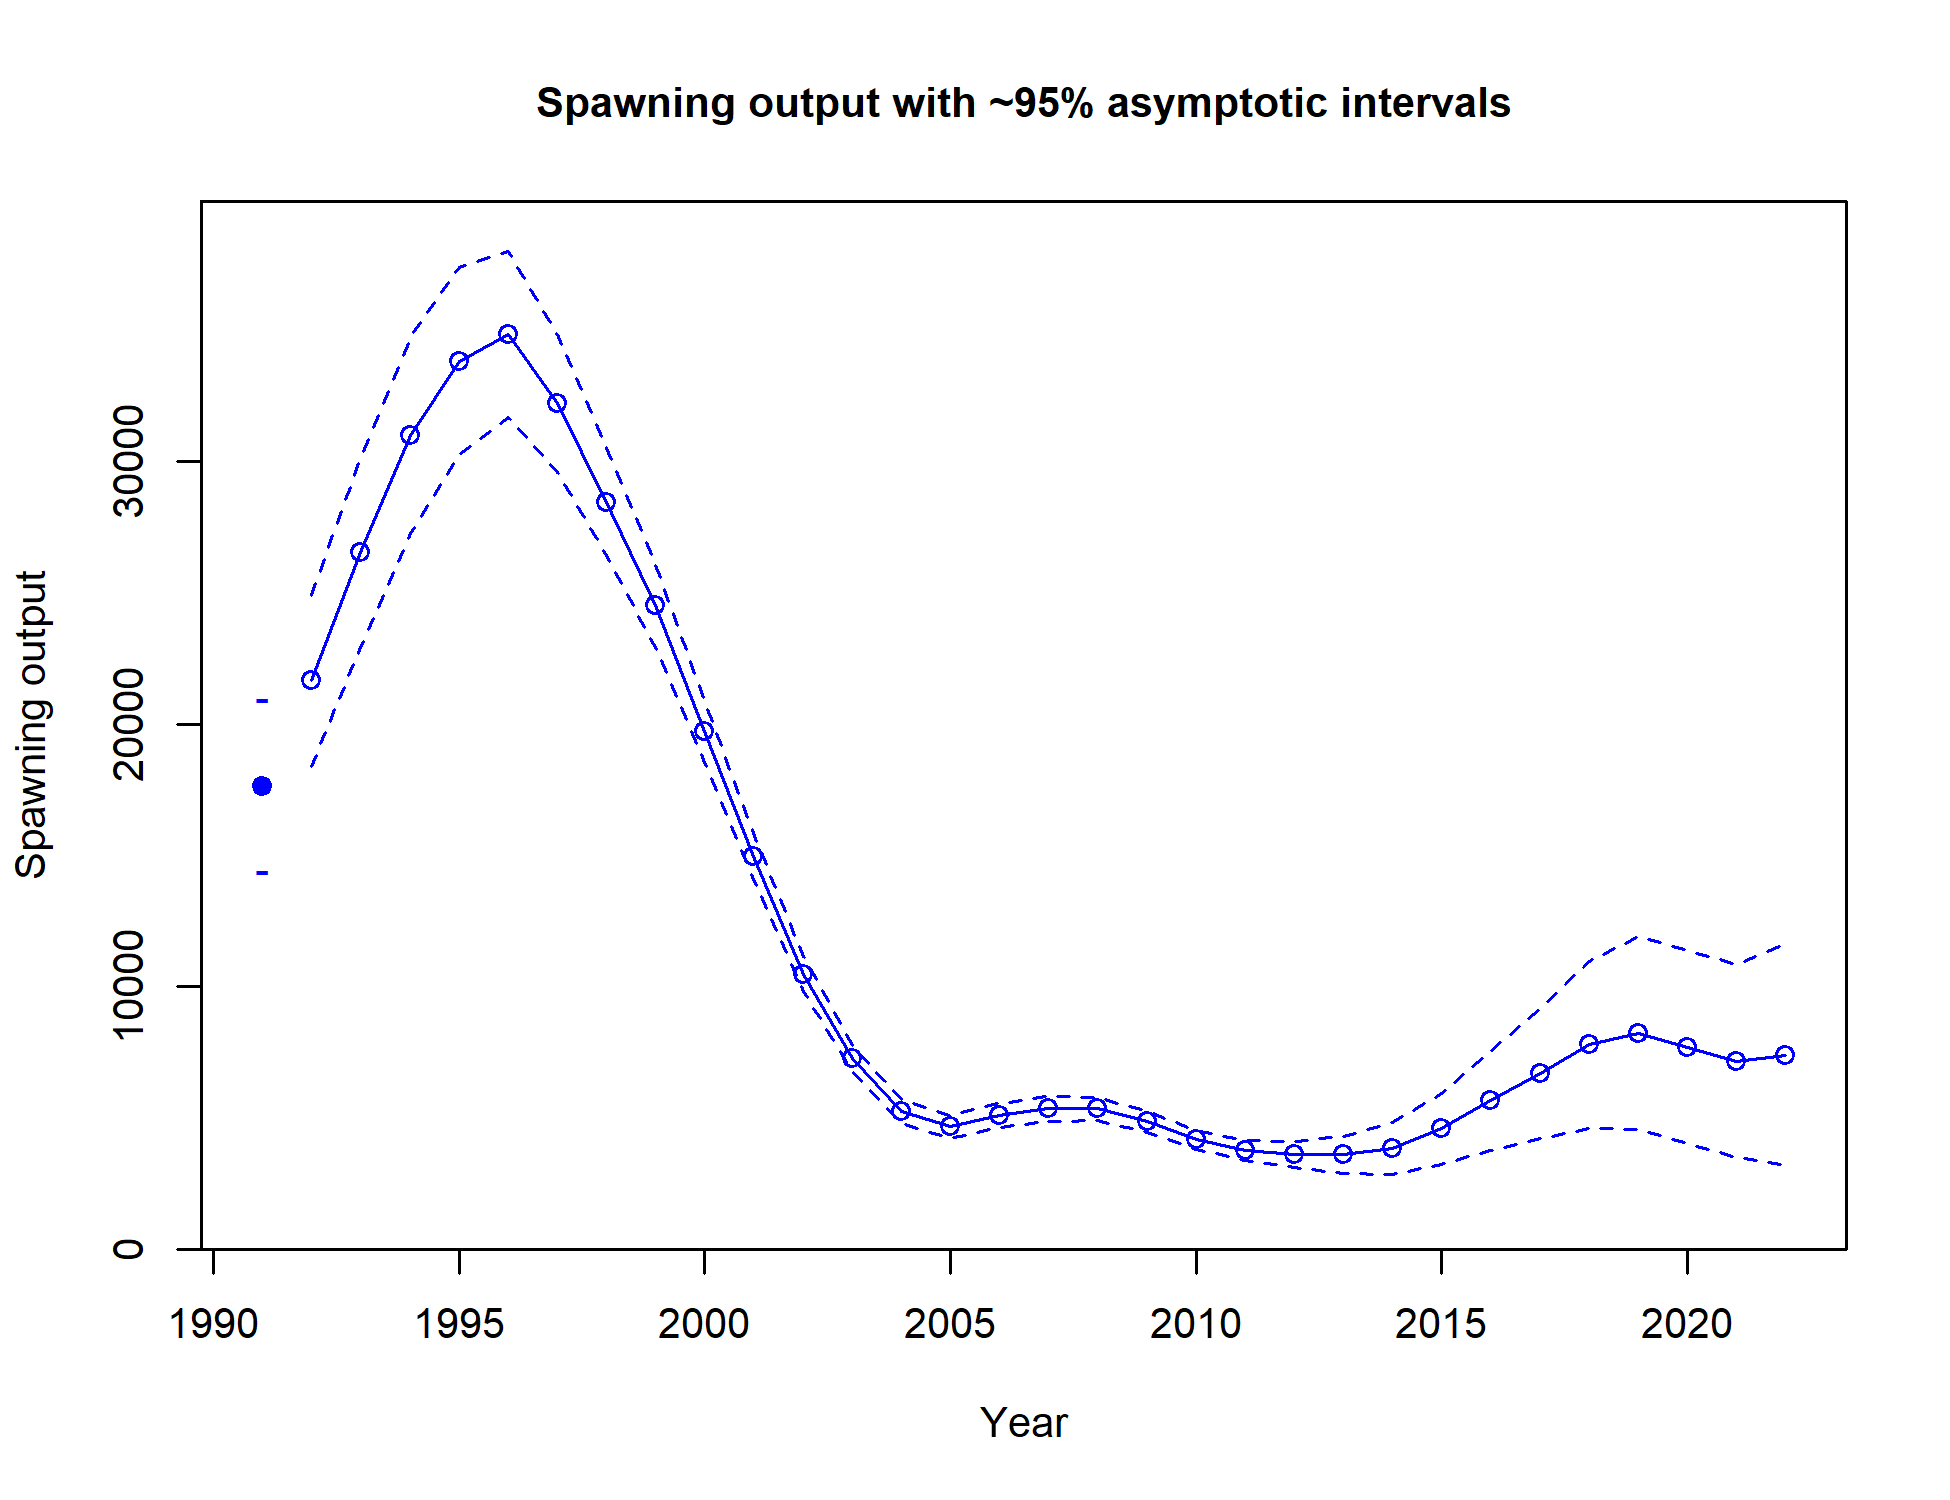 Spawning output with ~95% asymptotic intervals
Spawning output
30000
20000
10000
0
1990 1995 2000 2005 2010 2015 2020
Year